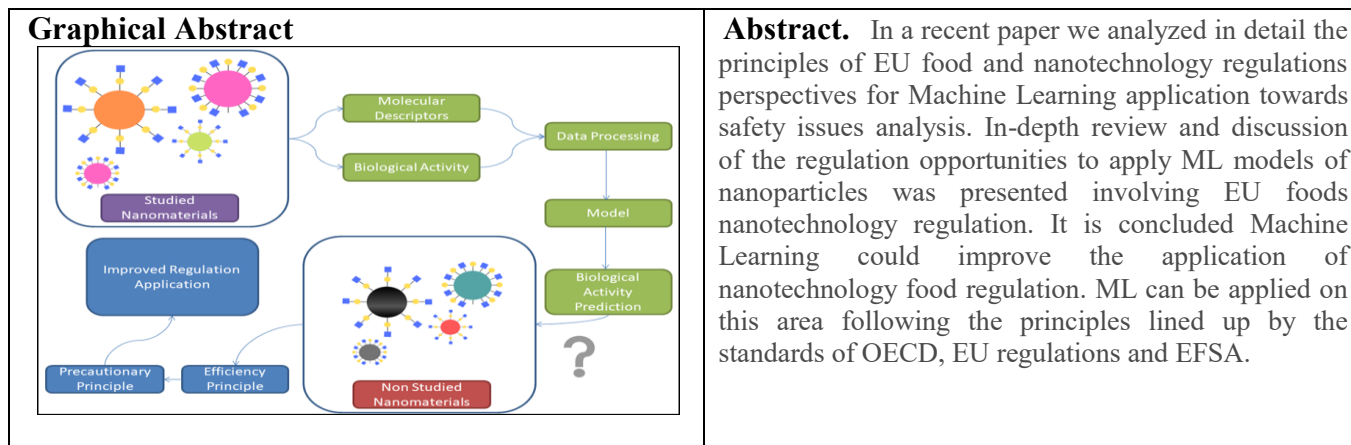 Graphical Abstract
Studied
Nanomaterials
Molecular
Descriptors
Biological Activity
Data Processing
Model
Biological
Activity
Prediction
?
Non Studied
Nanomaterials
Efficiency
Principle
Precautionary
Principle
Improved Regulation
Application
Abstract. In a recent paper we analyzed in detail the
principles of EU food and nanotechnology regulations
perspectives for Machine Learning application towards
safety issues analysis. In-depth review and discussion
of the regulation opportunities to apply ML models of
nanoparticles was presented involving EU foods
nanotechnology regulation. It is concluded Machine
Learning could improve the application of
nanotechnology food regulation. ML can be applied on
this area following the principles lined up by the
standards of OECD, EU regulations and EFSA.